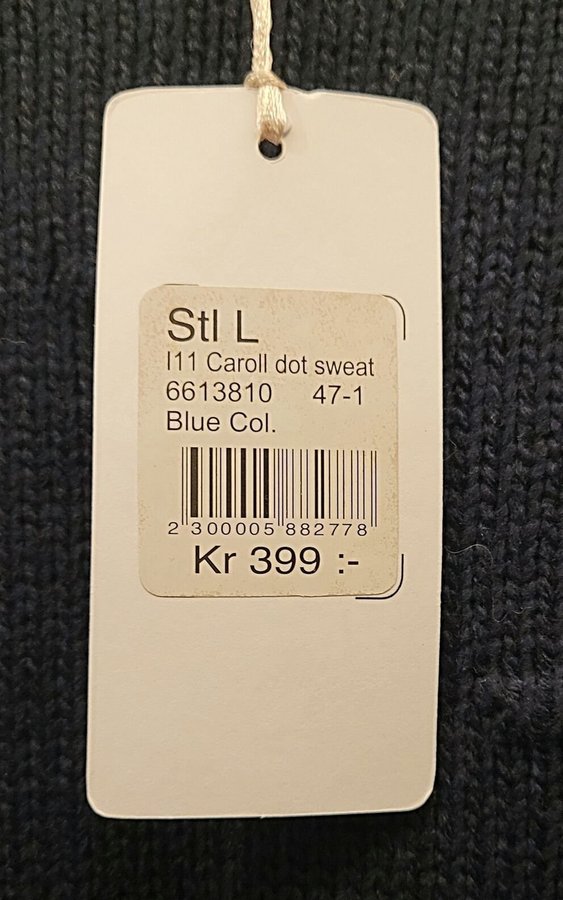 Stl L
I11 Caroll dot sweat
6613810 47-1
Blue Col.
2 300005 882778
Kr 399 :-